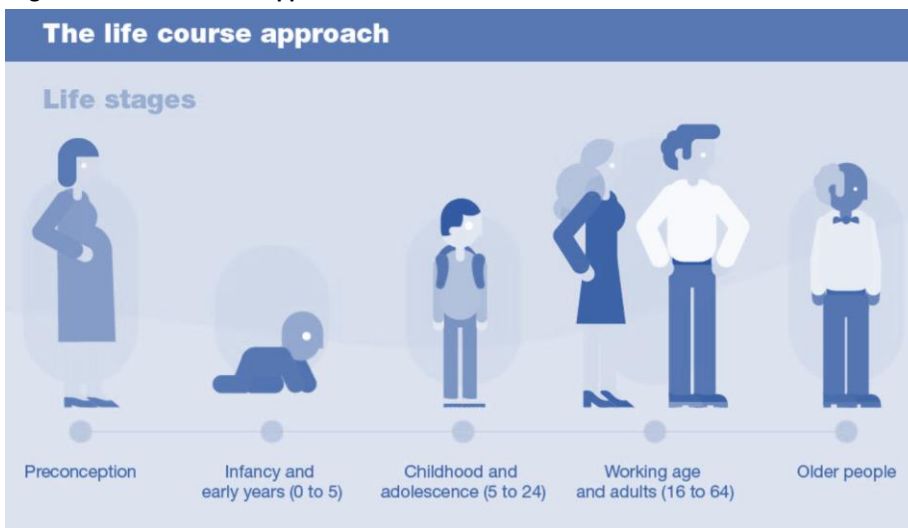 The life course approach
Life stages
Preconception
Infancy and
early years (0 to 5)
Childhood and
adolescence (5 to 24)
Working age
and adults (16 to 64)
Older people